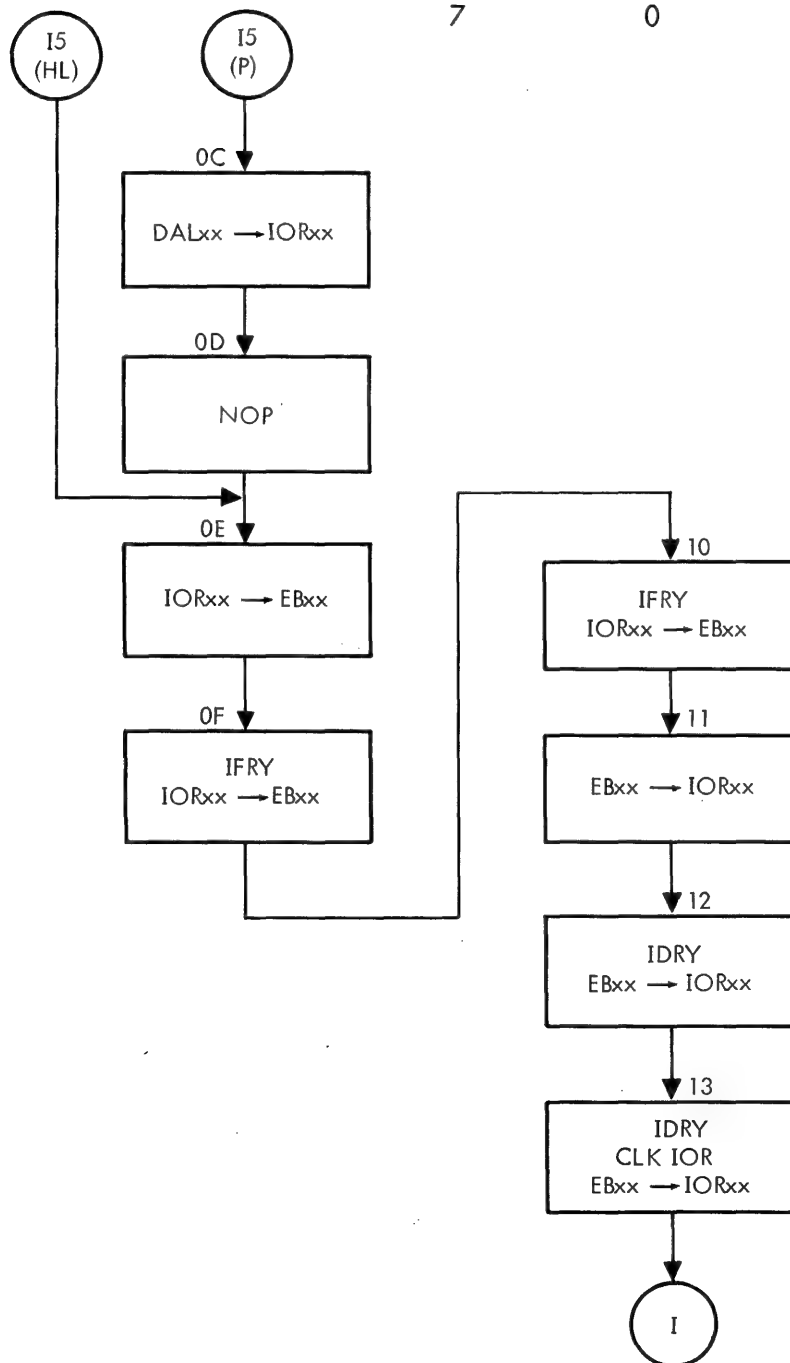 7 0
I5
(HL)
I5
(P)
0C
DALxx → IORxx
0D
NOP
0E
IORxx → EBxx
0F
IFRY
IORxx → EBxx
10
IFRY
IORxx → EBxx
11
EBxx → IORxx
12
IDRY
EBxx → IORxx
13
IDRY
CLK IOR
EBxx → IORxx
I